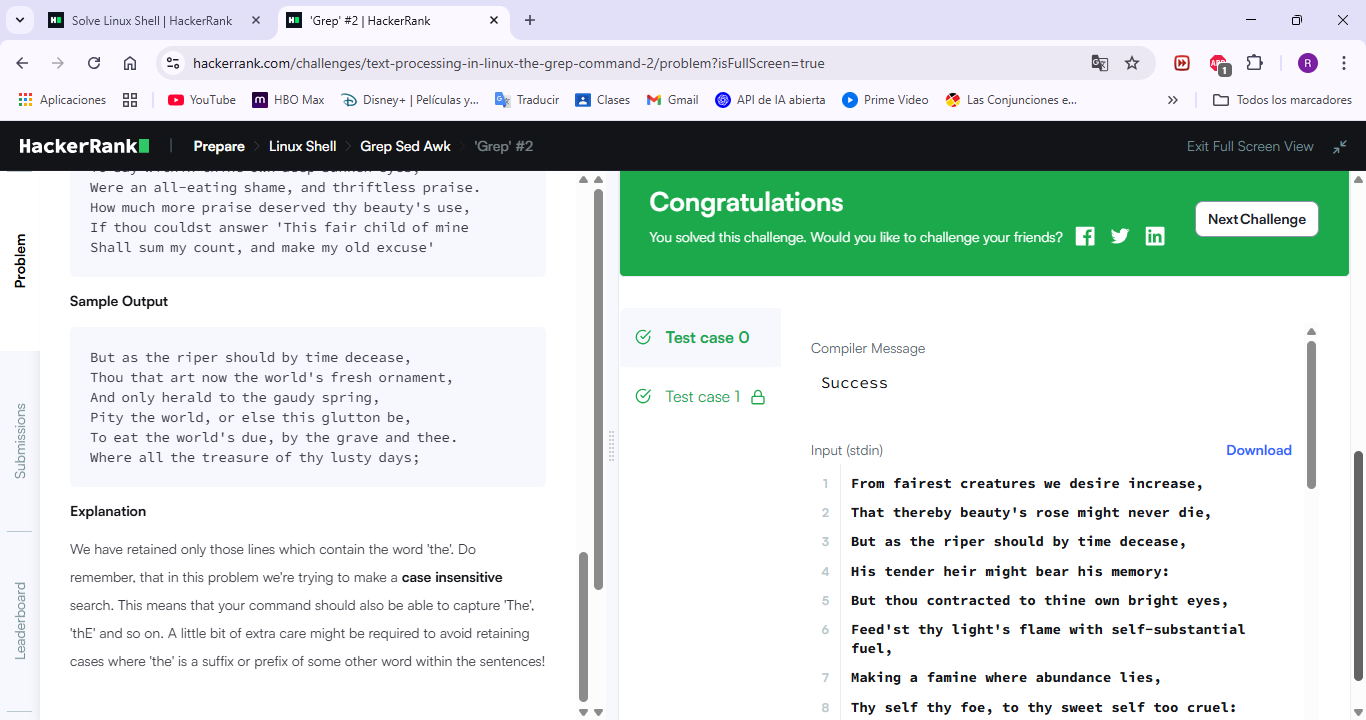 Solve Linux Shell | HackerRank
'Grep' #2 | HackerRank
hackerrank.com/challenges/text-processing-in-linux-the-grep-command-2/problem?isFullScreen=true
1
R
Aplicaciones
YouTube
HBO Max
Disney+ | Películas y...
Traducir
Clases
Gmail
API de IA abierta
Prime Video
Las Conjunciones e...
Todos los marcadores
HackerRank
Prepare
Linux Shell
Grep Sed Awk
'Grep' #2
Exit Full Screen View
Problem
Submissions
Leaderboard
Were an all-eating shame, and thriftless praise.
How much more praise deserved thy beauty's use,
If thou couldst answer 'This fair child of mine
Shall sum my count, and make my old excuse'
Sample Output
But as the riper should by time decease,
Thou that art now the world's fresh ornament,
And only herald to the gaudy spring,
Pity the world, or else this glutton be,
To eat the world's due, by the grave and thee.
Where all the treasure of thy lusty days;
Explanation
We have retained only those lines which contain the word 'the'. Do
remember, that in this problem we're trying to make a case insensitive
search. This means that your command should also be able to capture 'The',
'thE' and so on. A little bit of extra care might be required to avoid retaining
cases where 'the' is a suffix or prefix of some other word within the sentences!
Congratulations
You solved this challenge. Would you like to challenge your friends?
Next Challenge
Test case 0
Test case 1
Compiler Message
Success
Input (stdin)
Download
1 From fairest creatures we desire increase,
2 That thereby beauty's rose might never die,
3 But as the riper should by time decease,
4 His tender heir might bear his memory:
5 But thou contracted to thine own bright eyes,
6 Feed'st thy light's flame with self-substantial
fuel,
7 Making a famine where abundance lies,
8 Thy self thy foe, to thy sweet self too cruel: